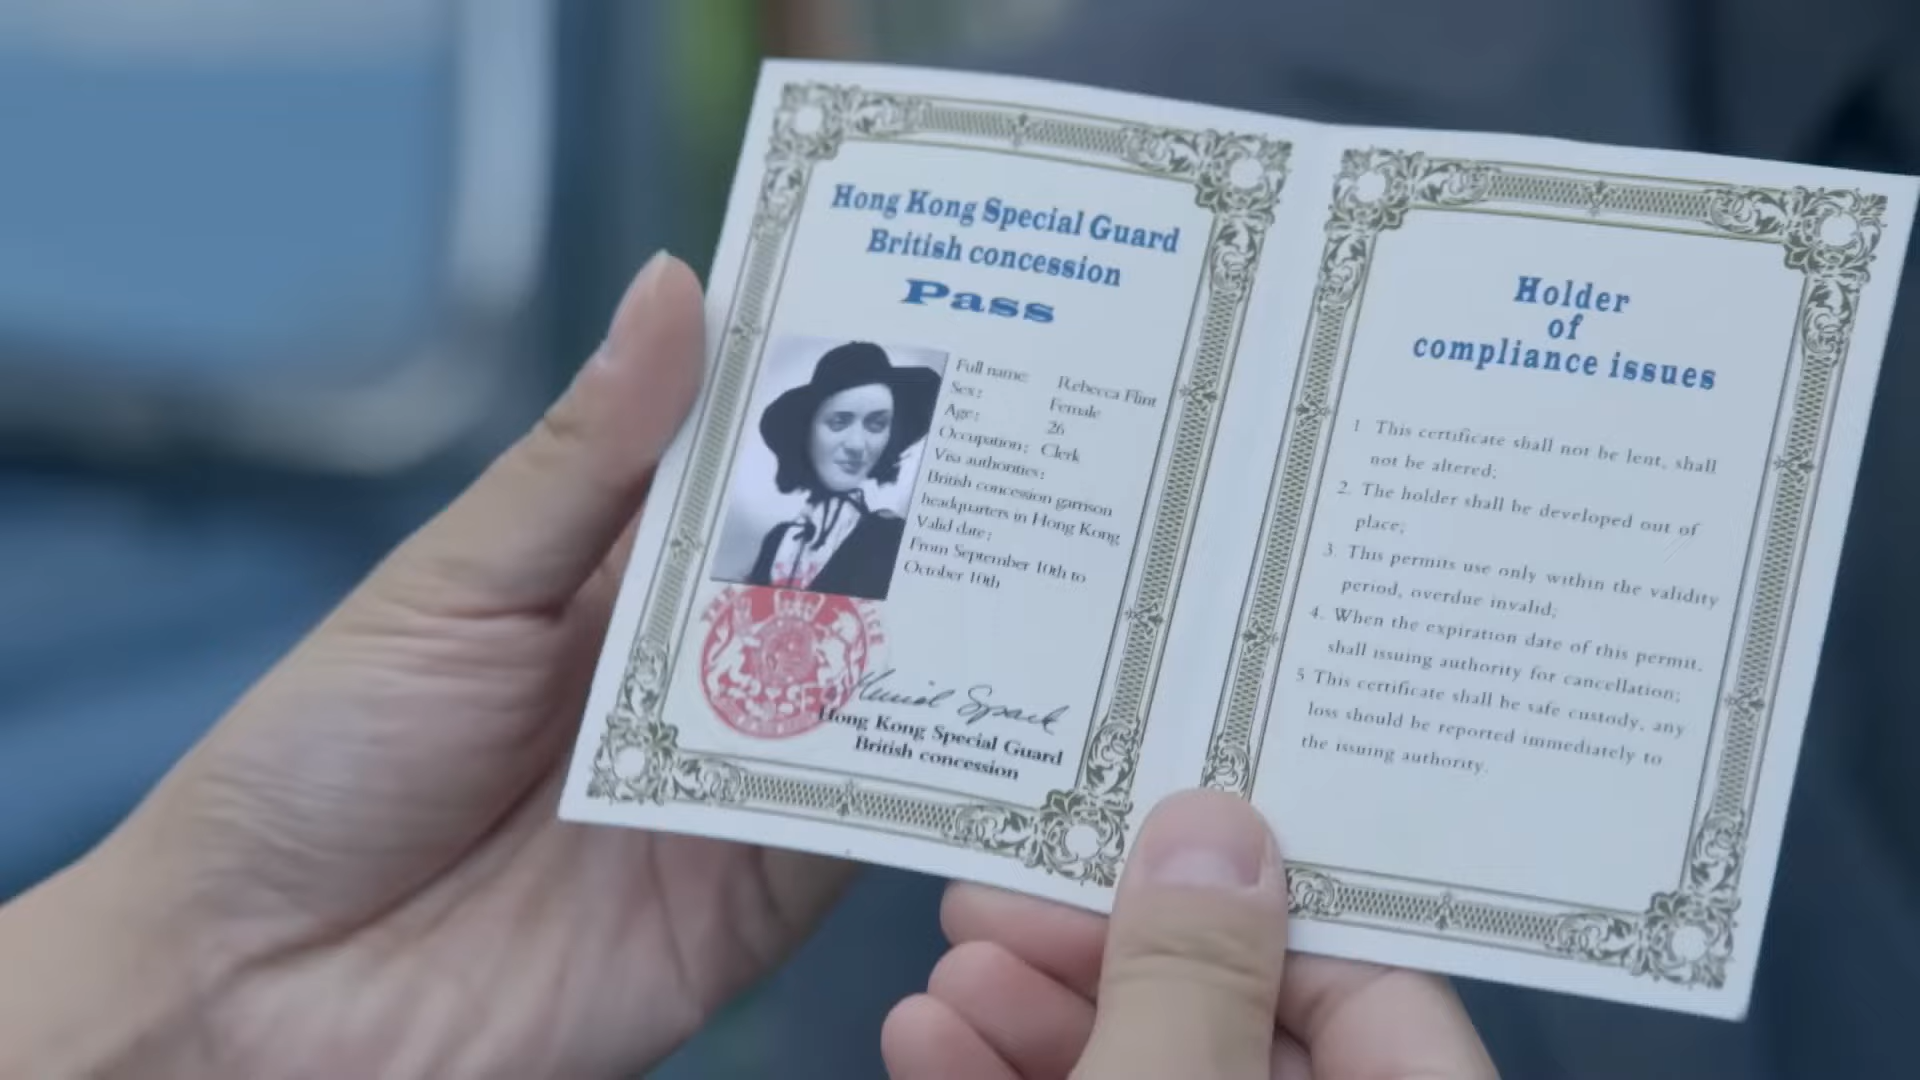 Hong Kong Special Guard
British concession
Pass
Full name: Rebecca Flint
Sex: Female
Age: 26
Occupation: Clerk
Visa authorities:
British concession garrison
headquarters in Hong Kong
Valid date:
From September 10th to
October 10th
Hong Kong Special Guard
British concession
Holder
of
compliance issues
1 This certificate shall not be lent, shall
not be altered;
2. The holder shall be developed out of
place;
3. This permits use only within the validity
period, overdue invalid;
4. When the expiration date of this permit,
shall issuing authority for cancellation;
5 This certificate shall be safe custody, any
loss should be reported immediately to
the issuing authority.